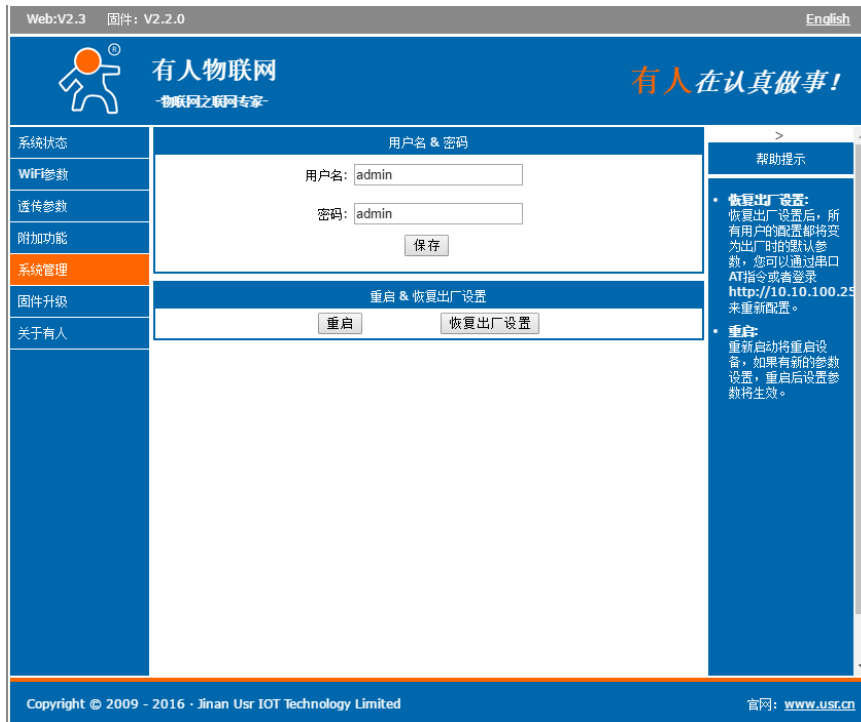 Web:V2.3 固件: V2.2.0 English
®
有人物联网
-物联网之联网专家-
有人在认真做事!
系统状态
WiFi参数
透传参数
附加功能
系统管理
固件升级
关于有人
用户名 & 密码
用户名: admin
密码: admin
保存
重启 & 恢复出厂设置
重启 恢复出厂设置
>
帮助提示
• 恢复出厂设置:
恢复出厂设置后，所
有用户的配置都将变
为出厂时的默认参
数，您可以通过串口
AT指令或者登录
http://10.10.100.25
来重新配置。
• 重启:
重新启动将重启设
备，如果有新的参数
设置，重启后设置参
数将生效。
Copyright © 2009 - 2016 · Jinan Usr IOT Technology Limited 官网: www.usr.cn